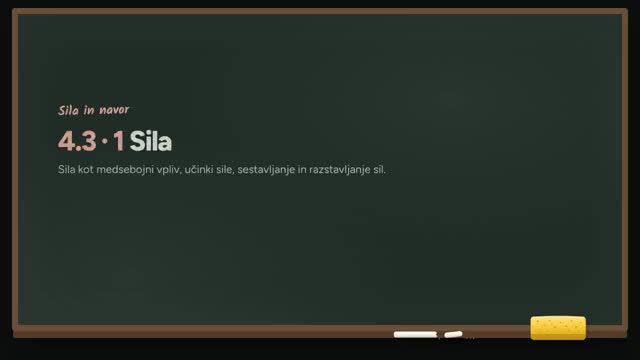 Sila in navor
4.3 · 1 Sila
Sila kot medsebojni vpliv, učinki sile, sestavljanje in razstavljanje sil.